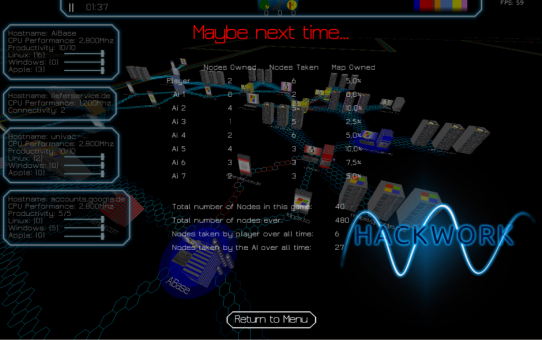 01:37
FPS: 59
Maybe next time...
Hostname: AiBase
CPU Performance: 2,800Mhz
Productivity: 10/10
Linux: [16]
Windows: [0]
Apple: [3]
Hostname: lieferservice.de
CPU Performance: 1,200Mhz
Connectivity: 2
Hostname: univac
CPU Performance: 2,800Mhz
Productivity: 10/10
Linux: [2]
Windows: [0]
Apple: [0]
Hostname: accounts.google.de
CPU Performance: 2,800Mhz
Productivity: 5/5
Linux: [0]
Windows: [5]
Apple: [0]
Nodes Owned Nodes Taken Map Owned
Player 2 6 5,0%
Ai 1 0 2 0,0%
Ai 2 4 5 10,0%
Ai 3 1
Ai 4 2 6 5,0%
Ai 5 4 3 10,0%
Ai 6 3 3 7,5%
Ai 7 2 3 5,0%
Total number of Nodes in this game: 40
Total number of nodes ever: 480
Nodes taken by player over all time: 6
Nodes taken by the AI over all time: 27
HACKWORK
AiBase
Return to Menu